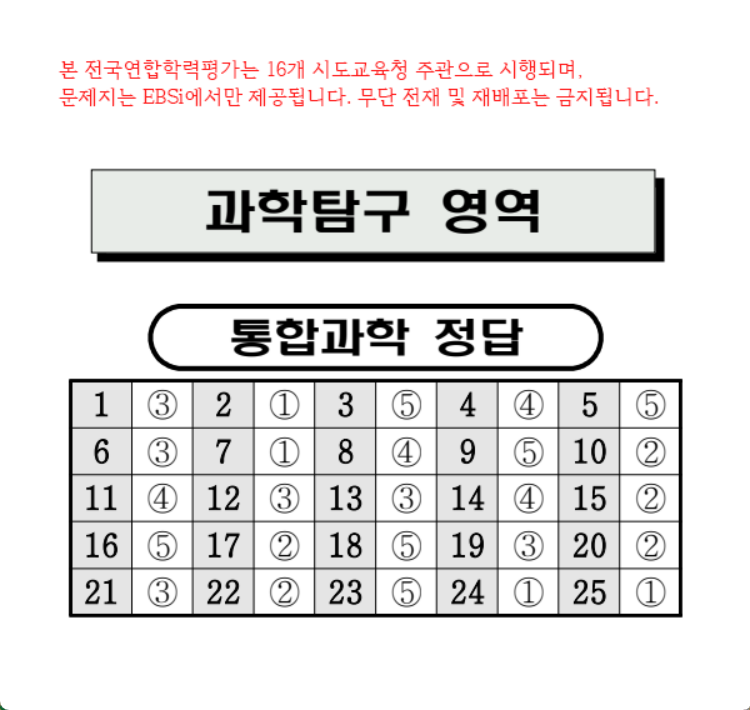 본 전국연합학력평가는 16개 시도교육청 주관으로 시행되며,
문제지는 EBSi에서만 제공됩니다. 무단 전재 및 재배포는 금지됩니다.
과학탐구 영역
통합과학 정답
1 ③ 2 ① 3 ⑤ 4 ④ 5 ⑤
6 ③ 7 ① 8 ④ 9 ⑤ 10 ②
11 ④ 12 ③ 13 ③ 14 ④ 15 ②
16 ⑤ 17 ② 18 ⑤ 19 ③ 20 ②
21 ③ 22 ② 23 ⑤ 24 ① 25 ①